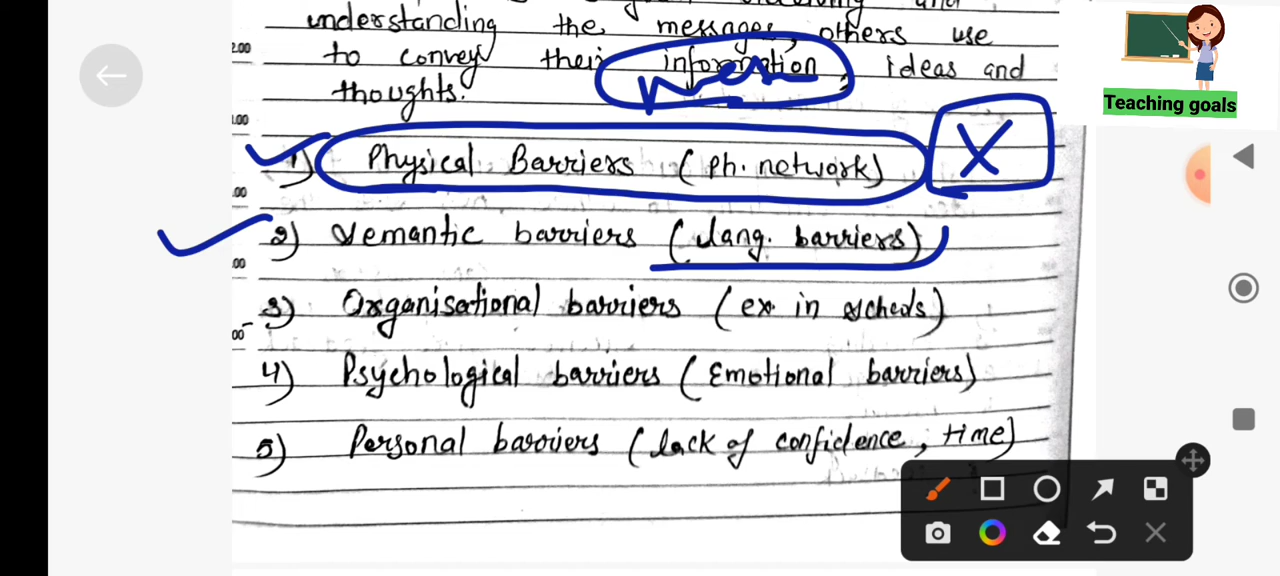 understanding the messages, others use
2.00
to convey their information, ideas and
thoughts.
1) Physical Barriers (Ph. network) X
2) Semantic barriers (lang. barriers)
3) Organisational barriers (ex. in schools)
4) Psychological barriers (Emotional barriers)
5) Personal barriers (lack of confidence, time)
Teaching goals